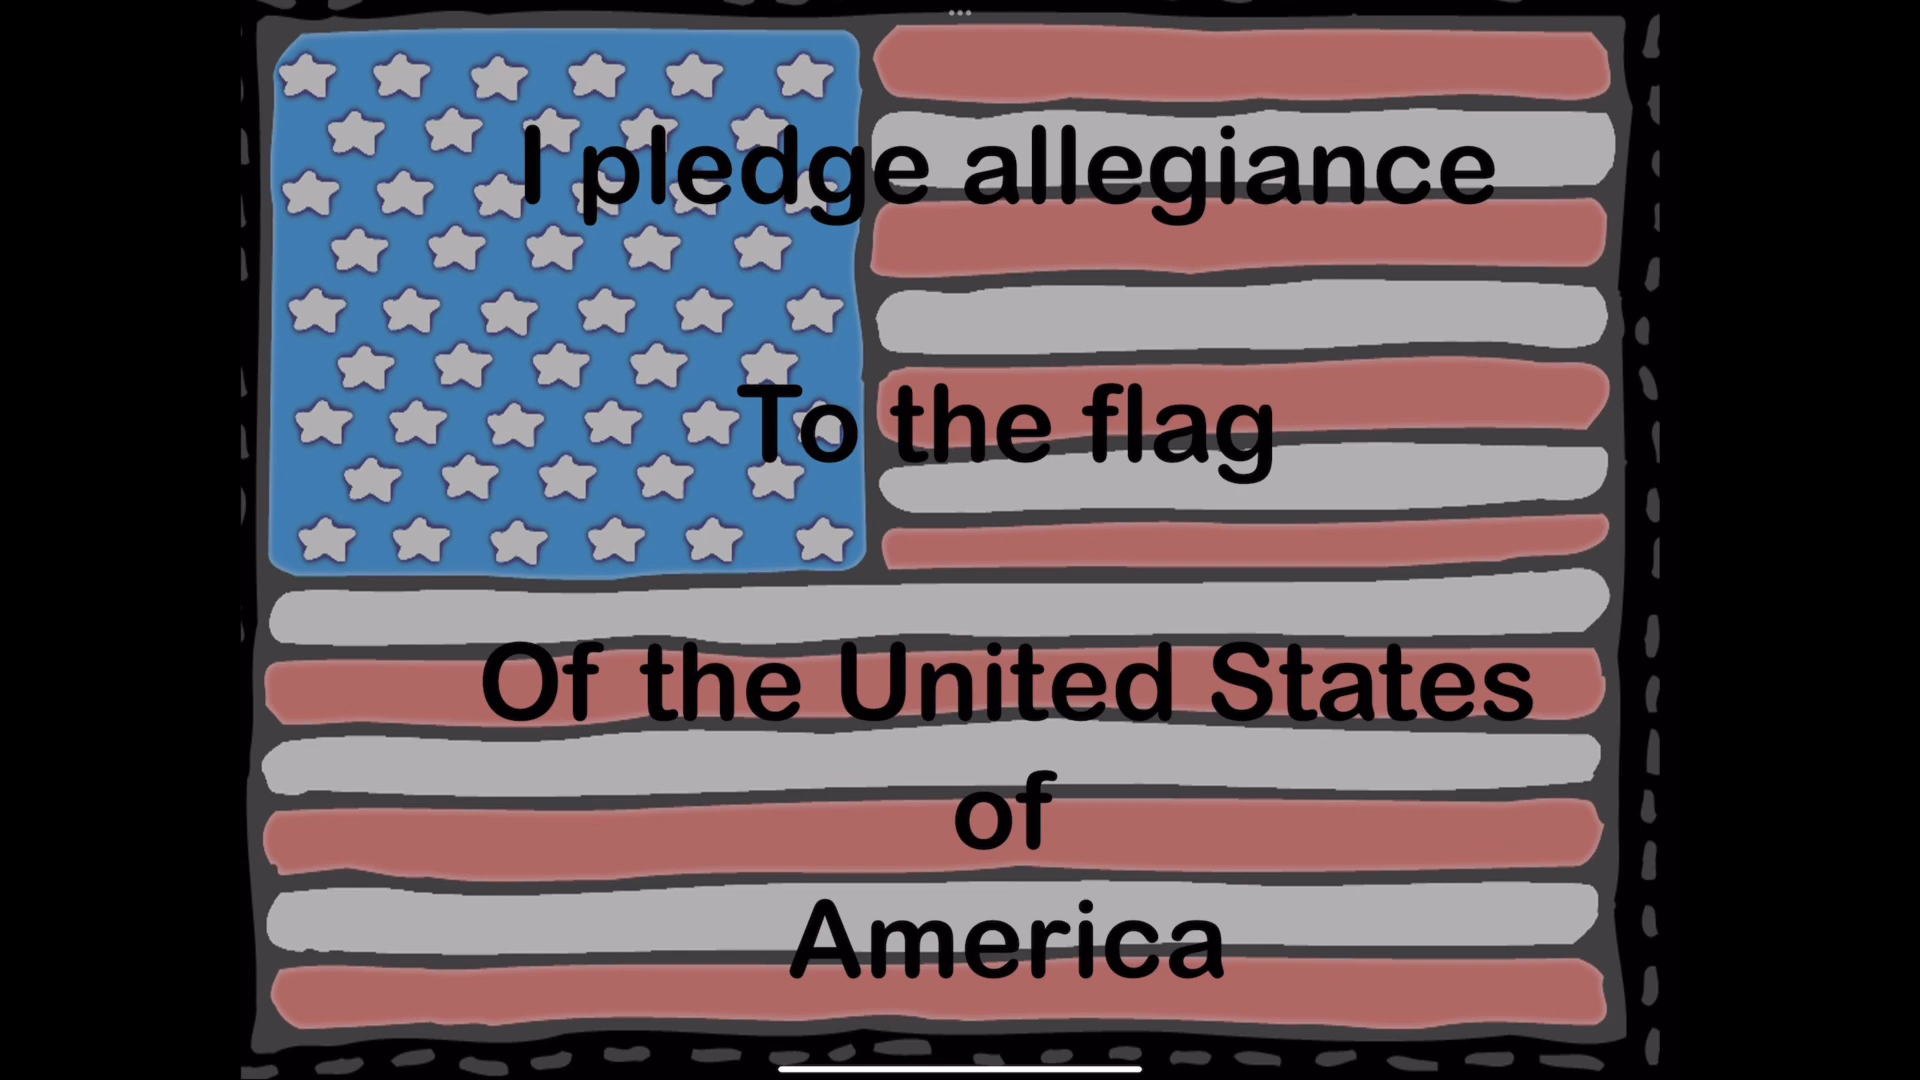 I pledge allegiance
To the flag
Of the United States
of
America